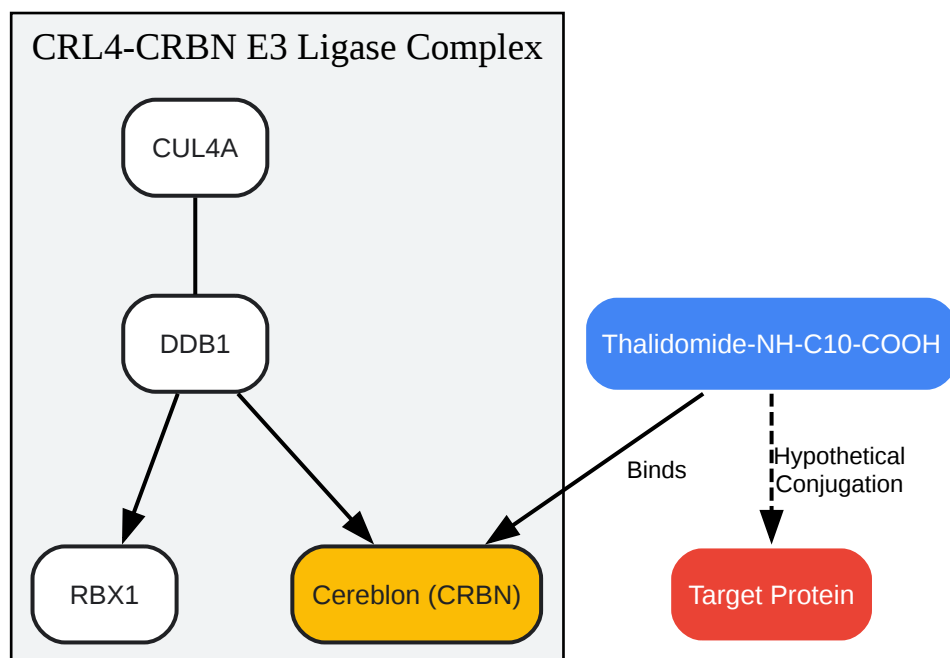 CRL4-CRBN E3 Ligase Complex
CUL4A
DDB1
Thalidomide-NH-C10-COOH
Binds
Hypothetical
Conjugation
RBX1
Cereblon (CRBN)
Target Protein